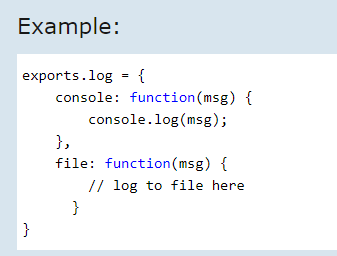 Example:
exports.log = {
    console: function(msg) {
        console.log(msg);
    },
    file: function(msg) {
        // log to file here
      }
}